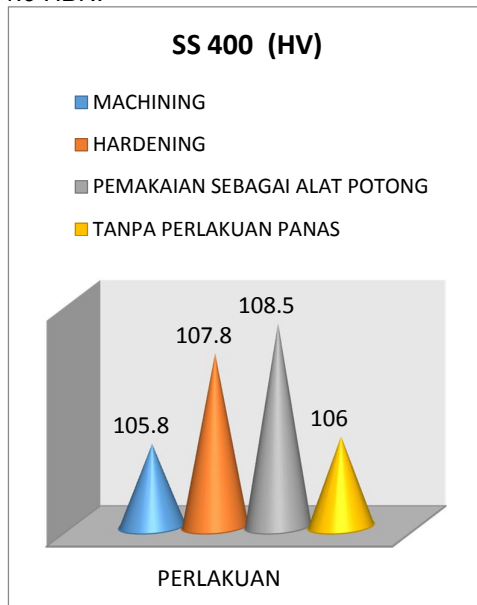 SS 400 (HV)
MACHINING
HARDENING
PEMAKAIAN SEBAGAI ALAT POTONG
TANPA PERLAKUAN PANAS
108.5
107.8
105.8
106
PERLAKUAN